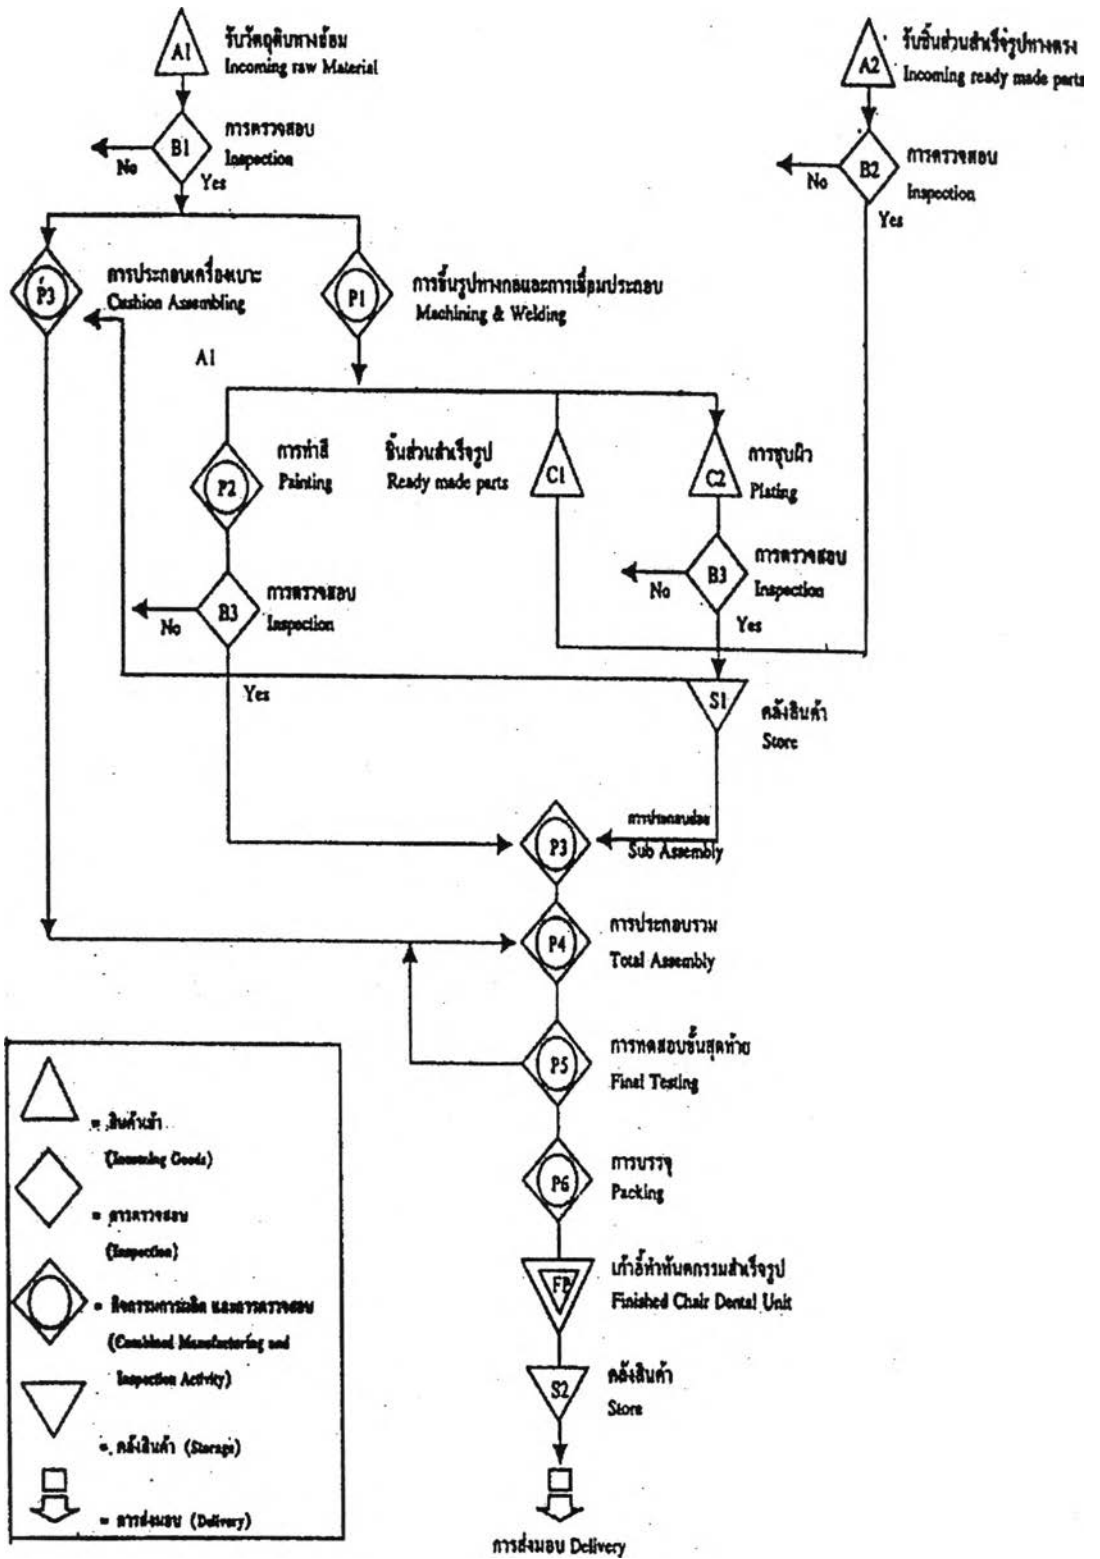 A1
รับวัตถุดิบทางอ้อม
Incoming raw Material
A2
รับชิ้นส่วนสำเร็จรูปทางตรง
Incoming ready made parts
B1
การตรวจสอบ
Inspection
No
Yes
B2
การตรวจสอบ
Inspection
No
Yes
P3
การประกอบเครื่องเบาะ
Cushion Assembling
P1
การขึ้นรูปทางกลและการเชื่อมประกอบ
Machining & Welding
A1
P2
การทำสี
Painting
ชิ้นส่วนสำเร็จรูป
Ready made parts
C1
C2
การชุบผิว
Plating
B3
การตรวจสอบ
Inspection
No
Yes
B3
การตรวจสอบ
Inspection
No
Yes
S1
คลังสินค้า
Store
P3
การประกอบย่อย
Sub Assembly
P4
การประกอบรวม
Total Assembly
P5
การทดสอบขั้นสุดท้าย
Final Testing
P6
การบรรจุ
Packing
FP
เก้าอี้ทำทันตกรรมสำเร็จรูป
Finished Chair Dental Unit
S2
คลังสินค้า
Store
การส่งมอบ Delivery
= สินค้าเข้า
(Incoming Goods)
= การตรวจสอบ
(Inspection)
= กิจกรรมการผลิต และการตรวจสอบ
(Combined Manufacturing and
Inspection Activity)
= คลังสินค้า (Storage)
= การส่งมอบ (Delivery)